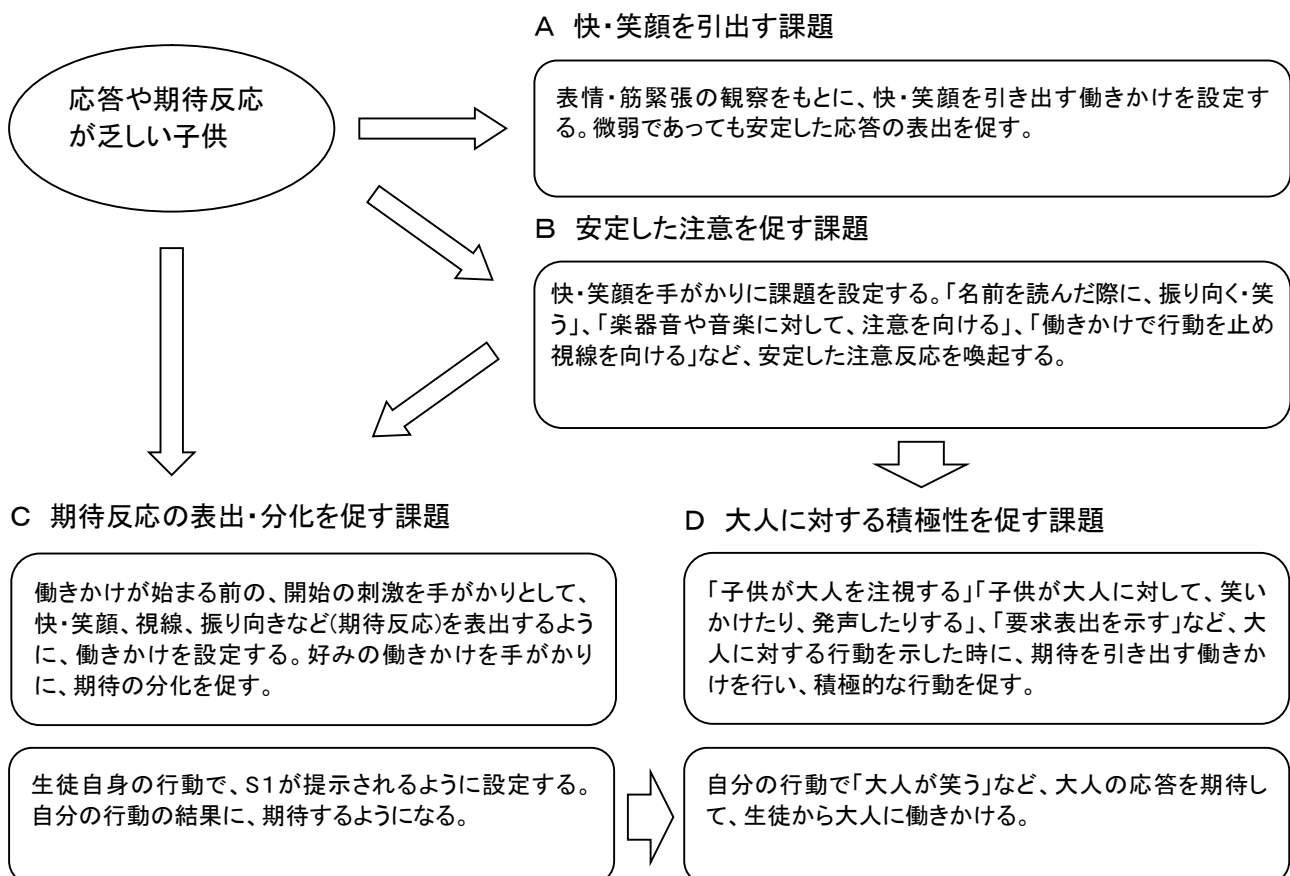 A 快・笑顔を引出す課題
応答や期待反応
が乏しい子供
表情・筋緊張の観察をもとに、快・笑顔を引き出す働きかけを設定す
る。微弱であっても安定した応答の表出を促す。
B 安定した注意を促す課題
快・笑顔を手がかりに課題を設定する。「名前を読んだ際に、振り向く・笑
う」、「楽器音や音楽に対して、注意を向ける」、「働きかけで行動を止め
視線を向ける」など、安定した注意反応を喚起する。
C 期待反応の表出・分化を促す課題
働きかけが始まる前の、開始の刺激を手がかりとして、
快・笑顔、視線、振り向きなど(期待反応)を表出するよう
に、働きかけを設定する。好みの働きかけを手がかり
に、期待の分化を促す。
生徒自身の行動で、S1が提示されるように設定する。
自分の行動の結果に、期待するようになる。
D 大人に対する積極性を促す課題
「子供が大人を注視する」「子供が大人に対して、笑い
かけたり、発声したりする」、「要求表出を示す」など、大
人に対する行動を示した時に、期待を引き出す働きか
けを行い、積極的な行動を促す。
自分の行動で「大人が笑う」など、大人の応答を期待し
て、生徒から大人に働きかける。